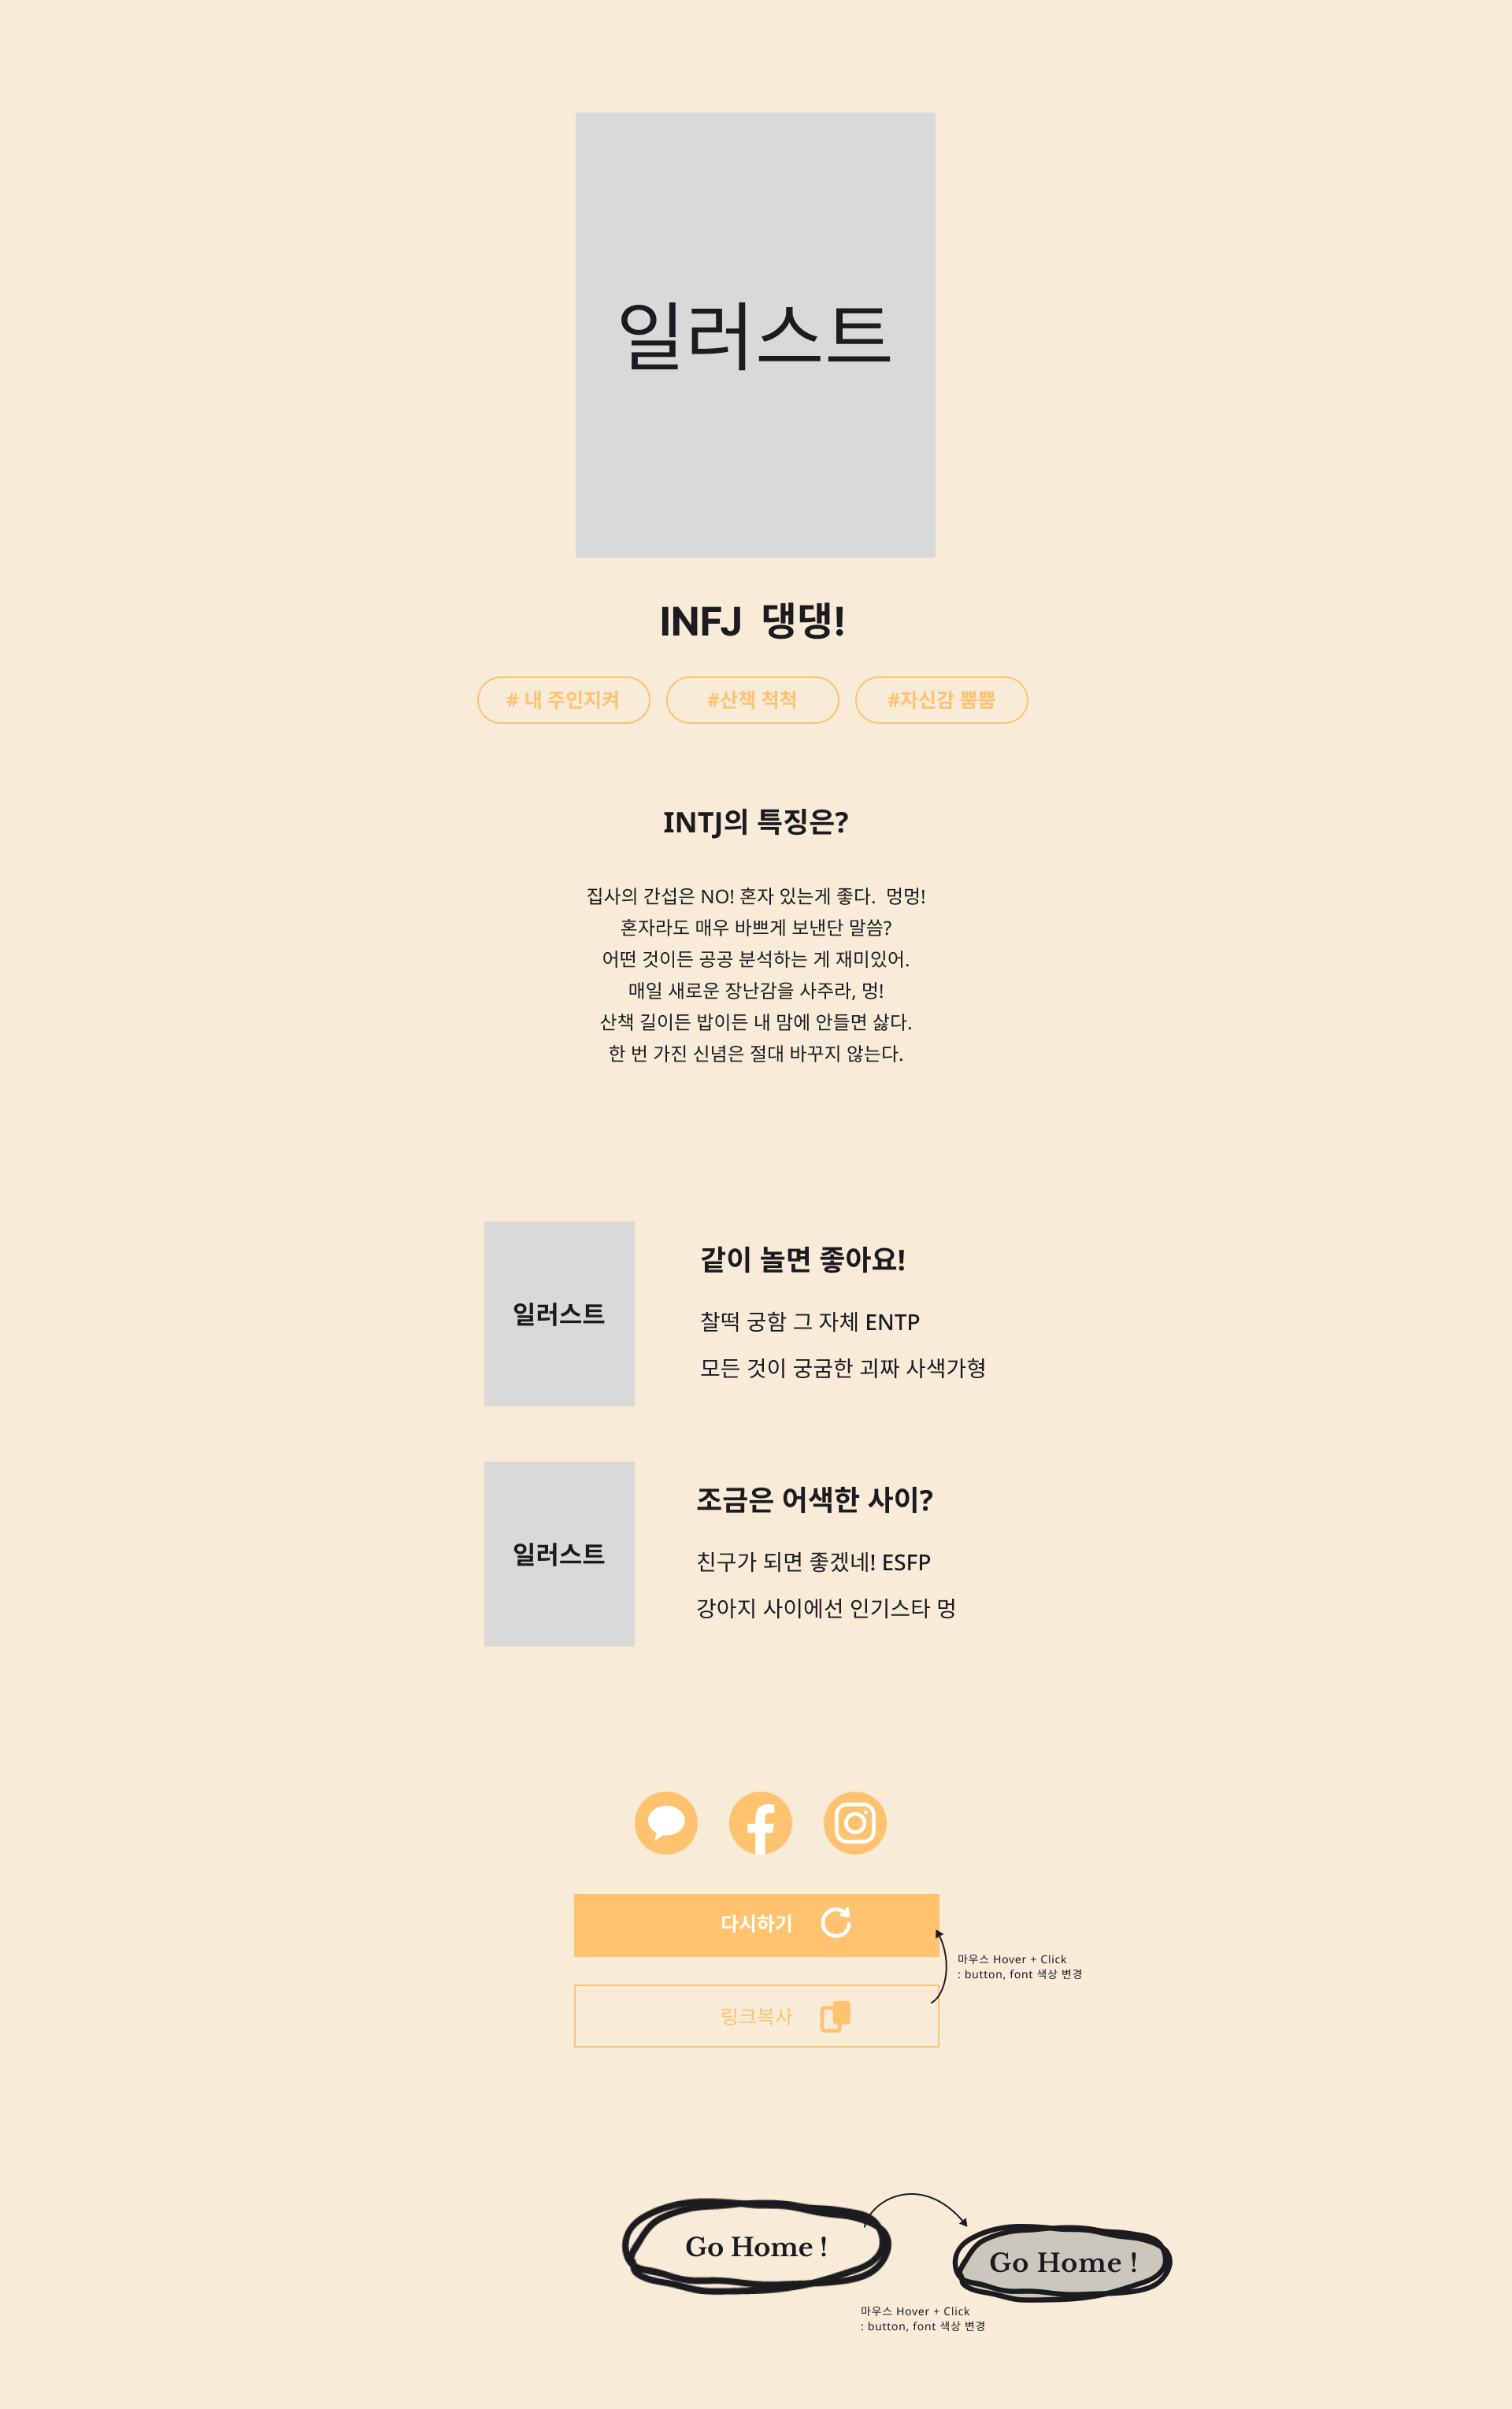 일러스트
INFJ 댕댕!
# 내 주인지켜
#산책 척척
#자신감 뿜뿜
INTJ의 특징은?
집사의 간섭은 NO! 혼자 있는게 좋다. 멍멍!
혼자라도 매우 바쁘게 보낸단 말씀?
어떤 것이든 공공 분석하는 게 재미있어.
매일 새로운 장난감을 사주라, 멍!
산책 길이든 밥이든 내 맘에 안들면 싫다.
한 번 가진 신념은 절대 바꾸지 않는다.
일러스트
같이 놀면 좋아요!
찰떡 궁함 그 자체 ENTP
모든 것이 궁굼한 괴짜 사색가형
일러스트
조금은 어색한 사이?
친구가 되면 좋겠네! ESFP
강아지 사이에선 인기스타 멍
다시하기
마우스 Hover + Click
: button, font 색상 변경
링크복사
Go Home !
Go Home !
마우스 Hover + Click
: button, font 색상 변경